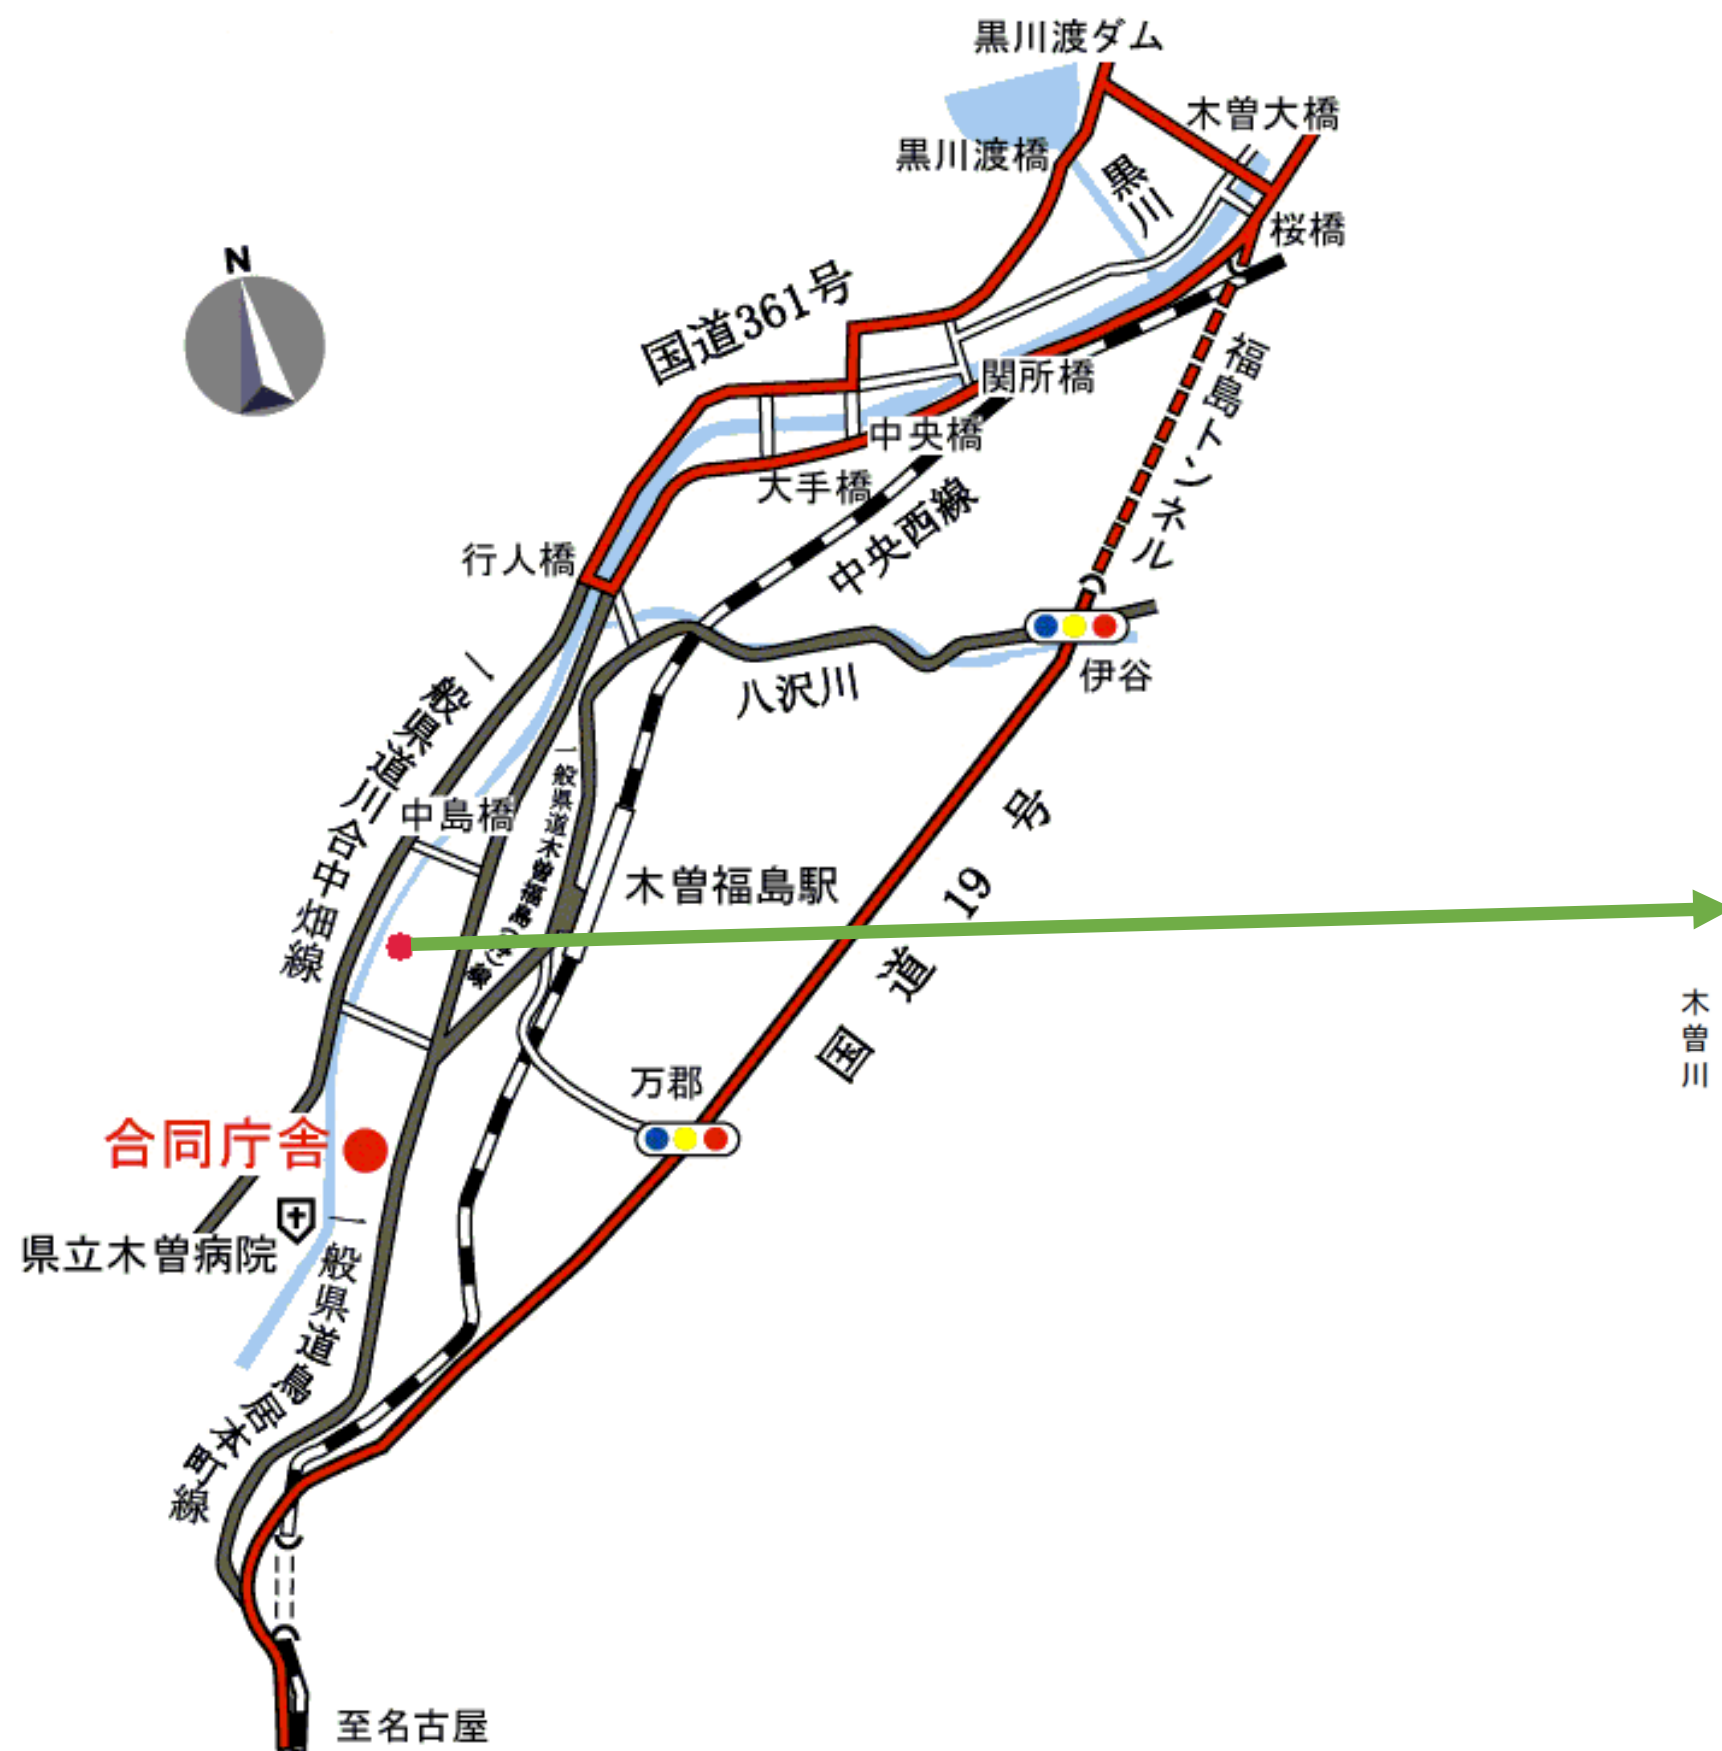 黒川渡ダム
木曽大橋
黒川渡橋
黒川
桜橋
N
国道361号
関所橋
福島トンネル
中央橋
大手橋
中央西線
行人橋
伊谷
八沢川
一般県道川合中畑線
一般県道木曽福島(停)線
中島橋
木曽福島駅
国道19号
木曽川
万郡
合同庁舎
県立木曽病院
一般県道鳥居本町線
至名古屋